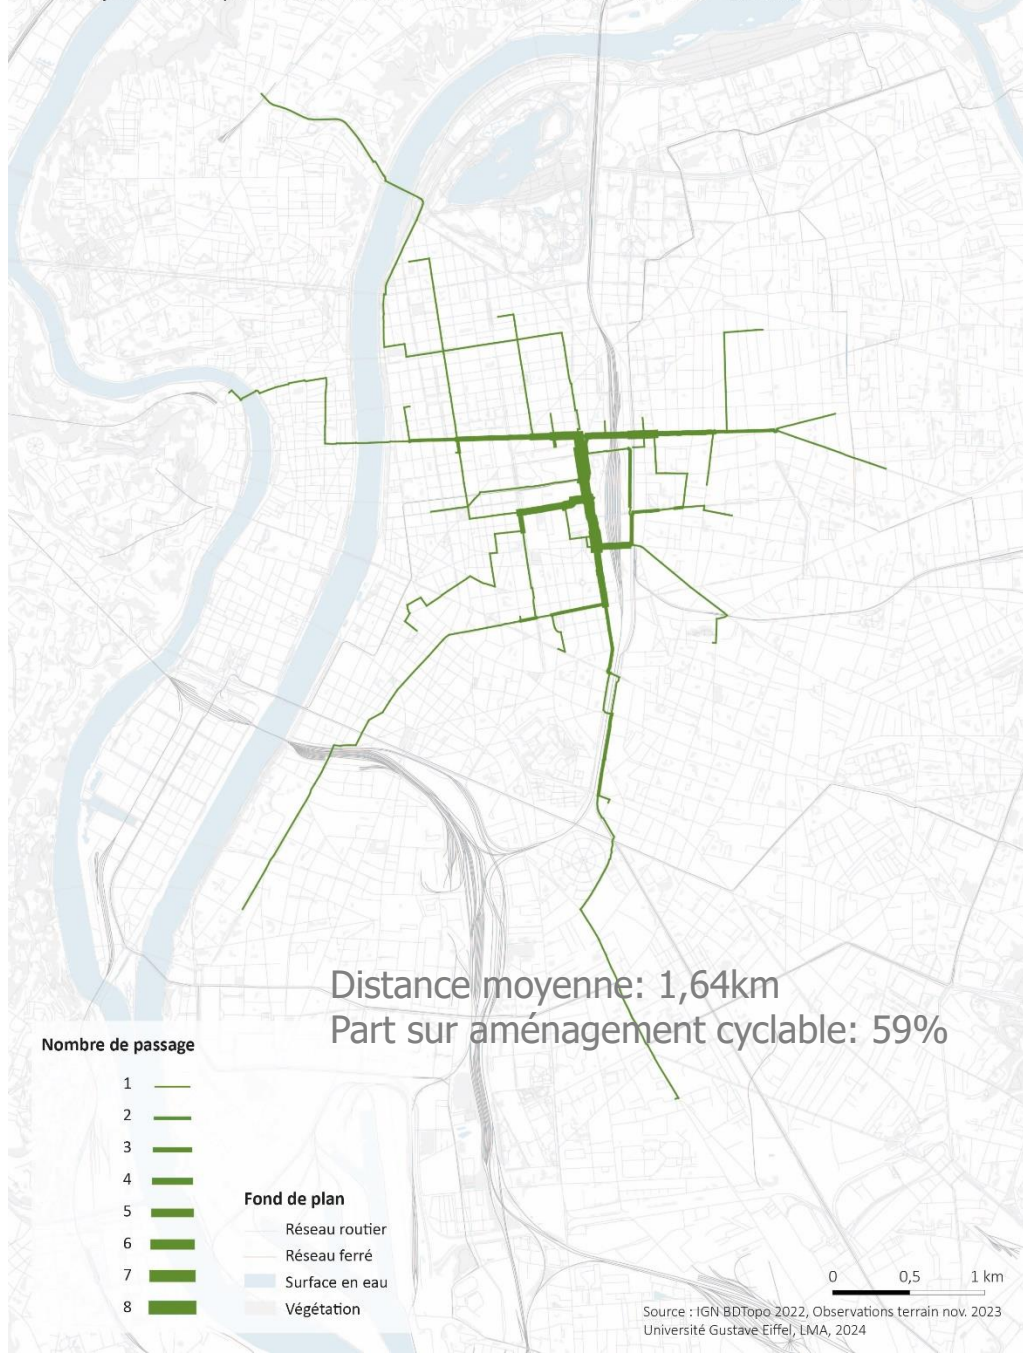 Distance moyenne: 1,64km
Part sur aménagement cyclable: 59%
Nombre de passage
1
2
3
4
5
6
7
8
Fond de plan
Réseau routier
Réseau ferré
Surface en eau
Végétation
0 0,5 1 km
Source : IGN BDTopo 2022, Observations terrain nov. 2023
Université Gustave Eiffel, LMA, 2024